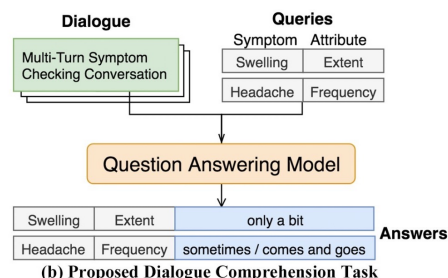 Dialogue
Queries
Symptom Attribute
Multi-Turn Symptom
Checking Conversation
Swelling Extent
Headache Frequency
Question Answering Model
Swelling Extent only a bit
Answers
Headache Frequency sometimes / comes and goes
(b) Proposed Dialogue Comprehension Task